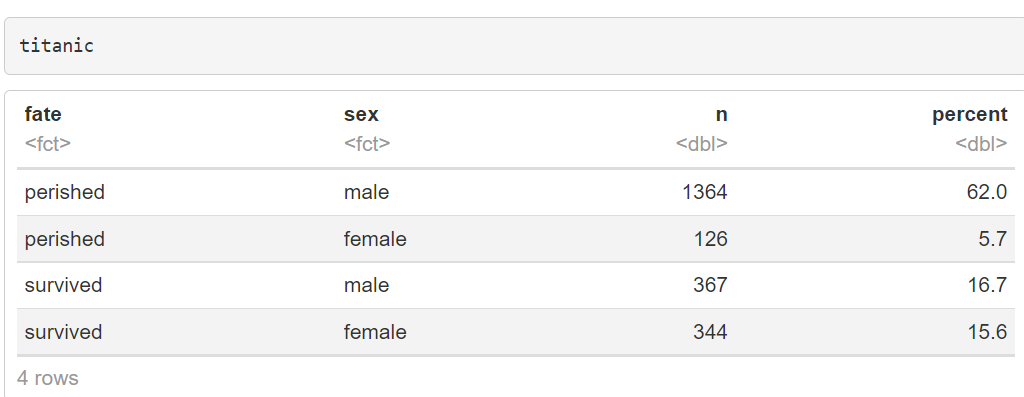 titanic
fate sex n percent
<fct> <fct> <dbl> <dbl>
perished male 1364 62.0
perished female 126 5.7
survived male 367 16.7
survived female 344 15.6
4 rows